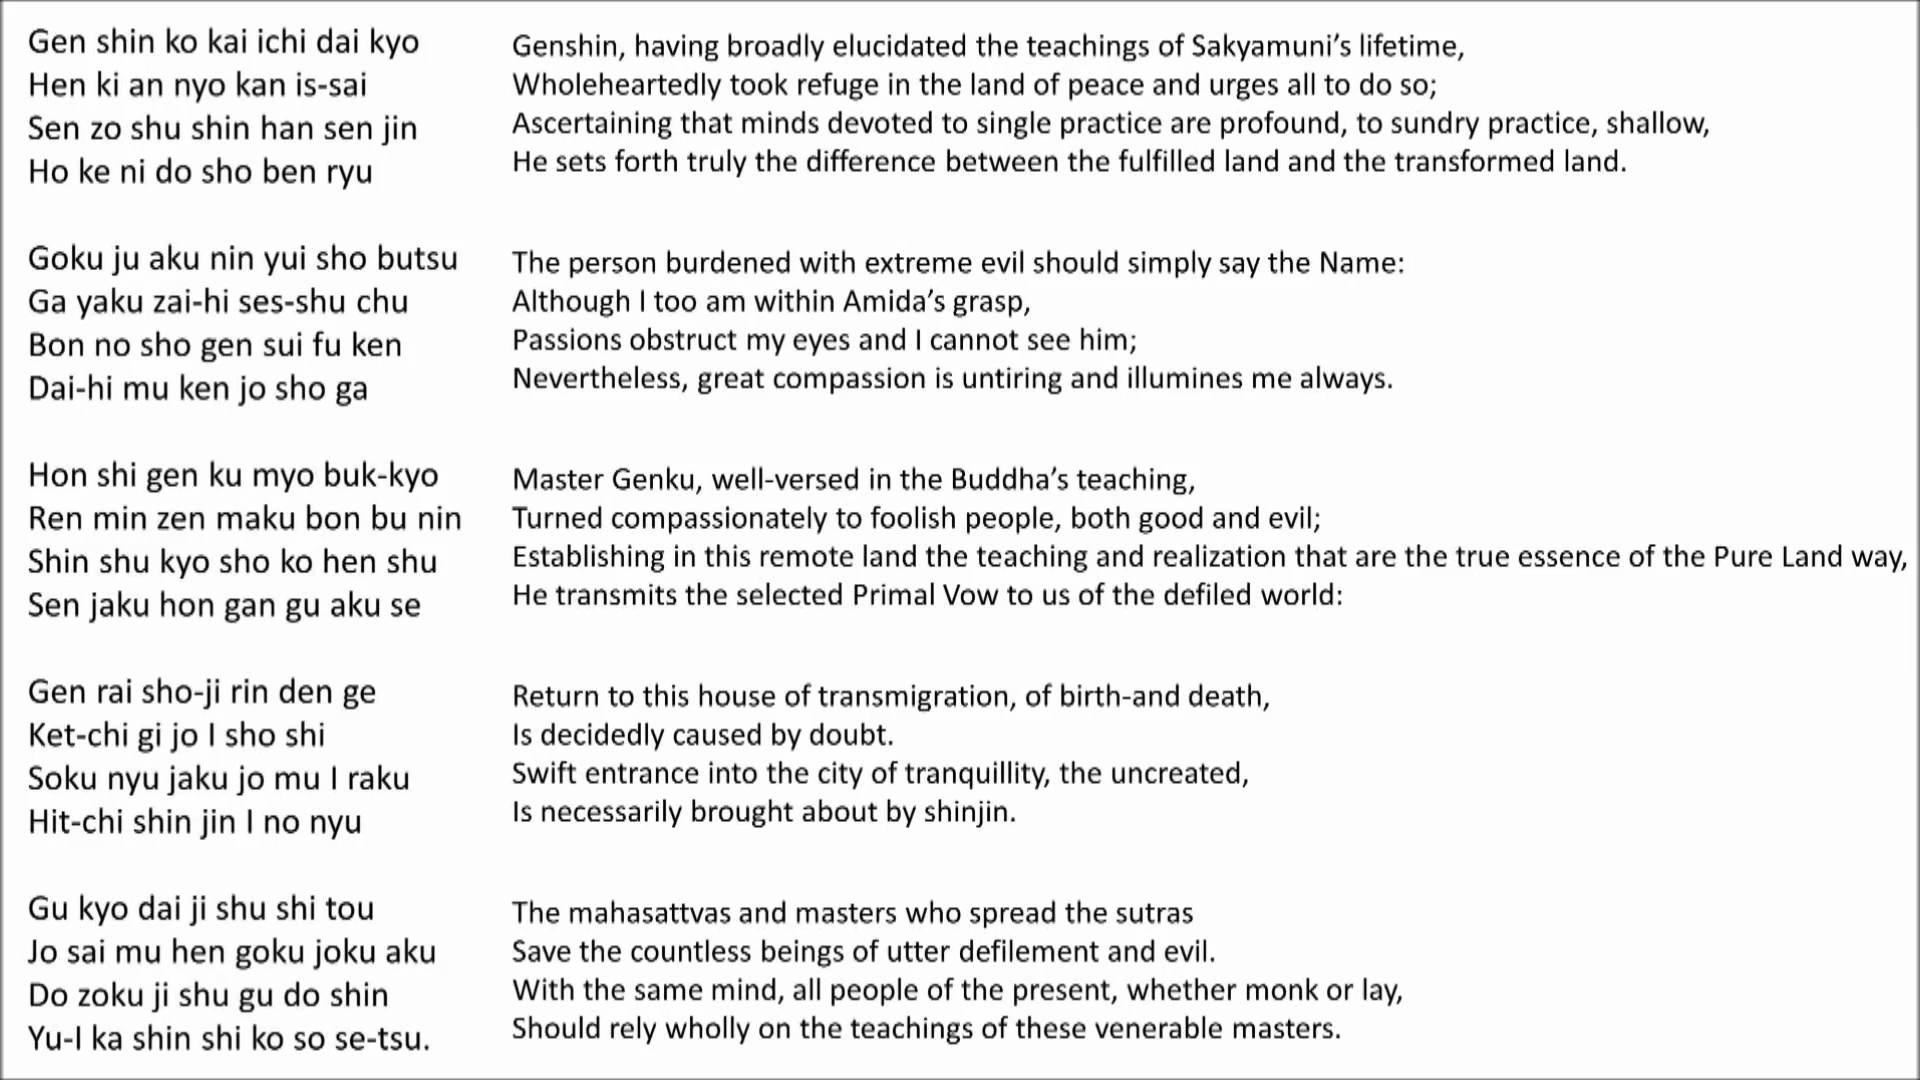 Gen shin ko kai ichi dai kyo
Hen ki an nyo kan is-sai
Sen zo shu shin han sen jin
Ho ke ni do sho ben ryu
Genshin, having broadly elucidated the teachings of Sakyamuni's lifetime,
Wholeheartedly took refuge in the land of peace and urges all to do so;
Ascertaining that minds devoted to single practice are profound, to sundry practice, shallow,
He sets forth truly the difference between the fulfilled land and the transformed land.
Goku ju aku nin yui sho butsu
Ga yaku zai-hi ses-shu chu
Bon no sho gen sui fu ken
Dai-hi mu ken jo sho ga
The person burdened with extreme evil should simply say the Name:
Although I too am within Amida's grasp,
Passions obstruct my eyes and I cannot see him;
Nevertheless, great compassion is untiring and illumines me always.
Hon shi gen ku myo buk-kyo
Ren min zen maku bon bu nin
Shin shu kyo sho ko hen shu
Sen jaku hon gan gu aku se
Master Genku, well-versed in the Buddha's teaching,
Turned compassionately to foolish people, both good and evil;
Establishing in this remote land the teaching and realization that are the true essence of the Pure Land way,
He transmits the selected Primal Vow to us of the defiled world:
Gen rai sho-ji rin den ge
Ket-chi gi jo I sho shi
Soku nyu jaku jo mu I raku
Hit-chi shin jin I no nyu
Return to this house of transmigration, of birth-and death,
Is decidedly caused by doubt.
Swift entrance into the city of tranquillity, the uncreated,
Is necessarily brought about by shinjin.
Gu kyo dai ji shu shi tou
Jo sai mu hen goku joku aku
Do zoku ji shu gu do shin
Yu-I ka shin shi ko so se-tsu.
The mahasattvas and masters who spread the sutras
Save the countless beings of utter defilement and evil.
With the same mind, all people of the present, whether monk or lay,
Should rely wholly on the teachings of these venerable masters.